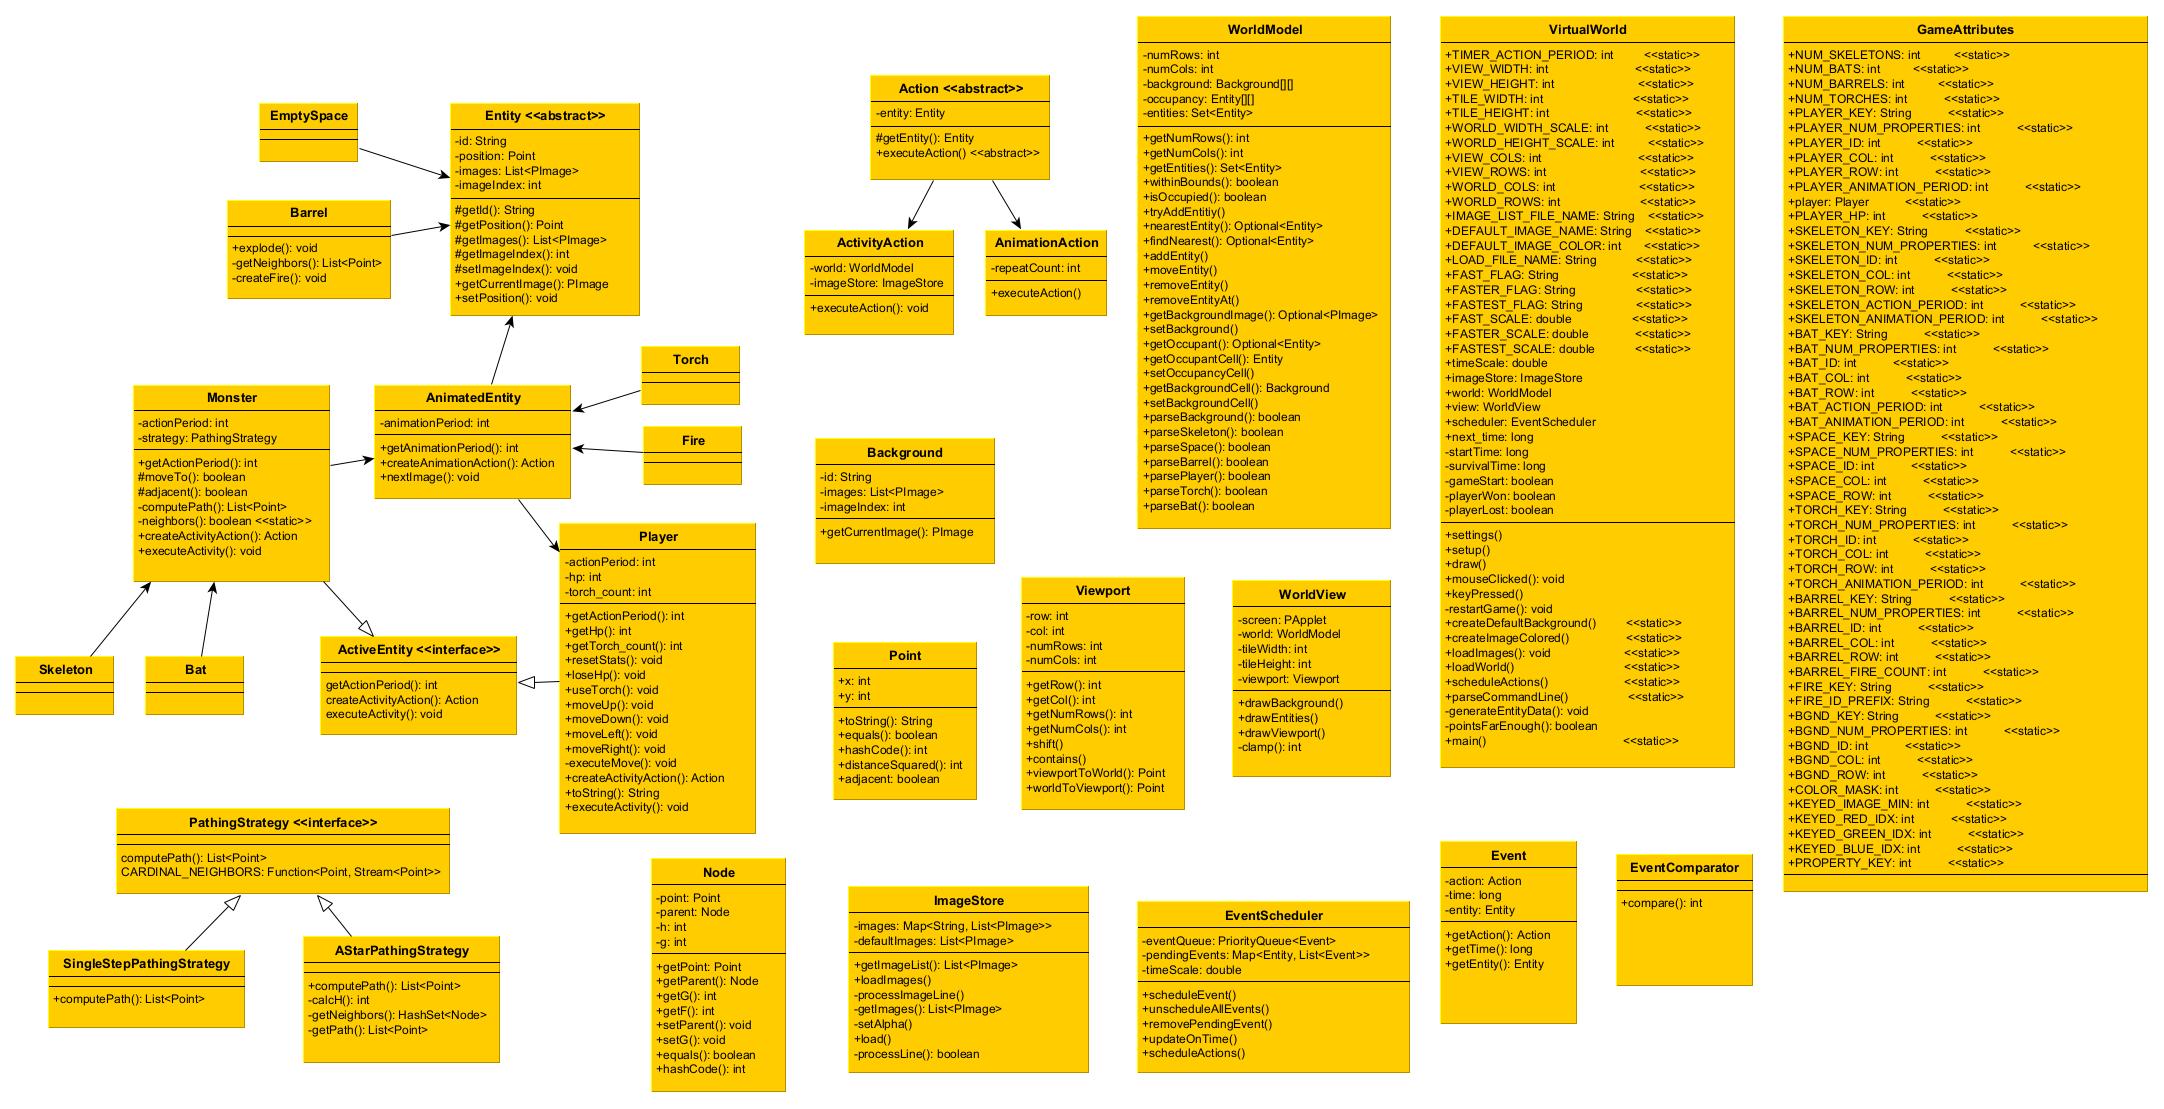 EmptySpace
Barrel
+explode(): void
-getNeighbors(): List<Point>
-createFire(): void
Entity <<abstract>>
-id: String
-position: Point
-images: List<PImage>
-imageIndex: int
#getId(): String
#getPosition(): Point
#getImages(): List<PImage>
#getImageIndex(): int
#setImageIndex(): void
+getCurrentImage(): PImage
+setPosition(): void
Action <<abstract>>
-entity: Entity
#getEntity(): Entity
+executeAction() <<abstract>>
ActivityAction
-world: WorldModel
-imageStore: ImageStore
+executeAction(): void
AnimationAction
-repeatCount: int
+executeAction()
WorldModel
-numRows: int
-numCols: int
-background: Background[][]
-occupancy: Entity[][]
-entities: Set<Entity>
+getNumRows(): int
+getNumCols(): int
+getEntities(): Set<Entity>
+withinBounds(): boolean
+isOccupied(): boolean
+tryAddEntitiy()
+nearestEntity(): Optional<Entity>
+findNearest(): Optional<Entity>
+addEntity()
+moveEntity()
+removeEntity()
+removeEntityAt()
+getBackgroundImage(): Optional<PImage>
+setBackground()
+getOccupant(): Optional<Entity>
+getOccupantCell(): Entity
+setOccupancyCell()
+getBackgroundCell(): Background
+setBackgroundCell()
+parseBackground(): boolean
+parseSkeleton(): boolean
+parseSpace(): boolean
+parseBarrel(): boolean
+parsePlayer(): boolean
+parseTorch(): boolean
+parseBat(): boolean
VirtualWorld
+TIMER_ACTION_PERIOD: int <<static>>
+VIEW_WIDTH: int <<static>>
+VIEW_HEIGHT: int <<static>>
+TILE_WIDTH: int <<static>>
+TILE_HEIGHT: int <<static>>
+WORLD_WIDTH_SCALE: int <<static>>
+WORLD_HEIGHT_SCALE: int <<static>>
+VIEW_COLS: int <<static>>
+VIEW_ROWS: int <<static>>
+WORLD_COLS: int <<static>>
+WORLD_ROWS: int <<static>>
+IMAGE_LIST_FILE_NAME: String <<static>>
+DEFAULT_IMAGE_NAME: String <<static>>
+DEFAULT_IMAGE_COLOR: int <<static>>
+LOAD_FILE_NAME: String <<static>>
+FAST_FLAG: String <<static>>
+FASTER_FLAG: String <<static>>
+FASTEST_FLAG: String <<static>>
+FAST_SCALE: double <<static>>
+FASTER_SCALE: double <<static>>
+FASTEST_SCALE: double <<static>>
+timeScale: double
+imageStore: ImageStore
+world: WorldModel
+view: WorldView
+scheduler: EventScheduler
+next_time: long
-startTime: long
-survivalTime: long
-gameStart: boolean
-playerWon: boolean
-playerLost: boolean
+settings()
+setup()
+draw()
+mouseClicked(): void
+keyPressed()
-restartGame(): void
+createDefaultBackground() <<static>>
+createImageColored() <<static>>
+loadImages(): void <<static>>
+loadWorld() <<static>>
+scheduleActions() <<static>>
+parseCommandLine() <<static>>
-generateEntityData(): void
-pointsFarEnough(): boolean
+main() <<static>>
GameAttributes
+NUM_SKELETONS: int <<static>>
+NUM_BATS: int <<static>>
+NUM_BARRELS: int <<static>>
+NUM_TORCHES: int <<static>>
+PLAYER_KEY: String <<static>>
+PLAYER_NUM_PROPERTIES: int <<static>>
+PLAYER_ID: int <<static>>
+PLAYER_COL: int <<static>>
+PLAYER_ROW: int <<static>>
+PLAYER_ANIMATION_PERIOD: int <<static>>
+player: Player <<static>>
+PLAYER_HP: int <<static>>
+SKELETON_KEY: String <<static>>
+SKELETON_NUM_PROPERTIES: int <<static>>
+SKELETON_ID: int <<static>>
+SKELETON_COL: int <<static>>
+SKELETON_ROW: int <<static>>
+SKELETON_ACTION_PERIOD: int <<static>>
+SKELETON_ANIMATION_PERIOD: int <<static>>
+BAT_KEY: String <<static>>
+BAT_NUM_PROPERTIES: int <<static>>
+BAT_ID: int <<static>>
+BAT_COL: int <<static>>
+BAT_ROW: int <<static>>
+BAT_ACTION_PERIOD: int <<static>>
+BAT_ANIMATION_PERIOD: int <<static>>
+SPACE_KEY: String <<static>>
+SPACE_NUM_PROPERTIES: int <<static>>
+SPACE_ID: int <<static>>
+SPACE_COL: int <<static>>
+SPACE_ROW: int <<static>>
+TORCH_KEY: String <<static>>
+TORCH_NUM_PROPERTIES: int <<static>>
+TORCH_ID: int <<static>>
+TORCH_COL: int <<static>>
+TORCH_ROW: int <<static>>
+TORCH_ANIMATION_PERIOD: int <<static>>
+BARREL_KEY: String <<static>>
+BARREL_NUM_PROPERTIES: int <<static>>
+BARREL_ID: int <<static>>
+BARREL_COL: int <<static>>
+BARREL_ROW: int <<static>>
+BARREL_FIRE_COUNT: int <<static>>
+FIRE_KEY: String <<static>>
+FIRE_ID_PREFIX: String <<static>>
+BGND_KEY: String <<static>>
+BGND_NUM_PROPERTIES: int <<static>>
+BGND_ID: int <<static>>
+BGND_COL: int <<static>>
+BGND_ROW: int <<static>>
+COLOR_MASK: int <<static>>
+KEYED_IMAGE_MIN: int <<static>>
+KEYED_RED_IDX: int <<static>>
+KEYED_GREEN_IDX: int <<static>>
+KEYED_BLUE_IDX: int <<static>>
+PROPERTY_KEY: int <<static>>
Monster
-actionPeriod: int
-strategy: PathingStrategy
+getActionPeriod(): int
#moveTo(): boolean
#adjacent(): boolean
-computePath(): List<Point>
-neighbors(): boolean <<static>>
+createActivityAction(): Action
+executeActivity(): void
AnimatedEntity
-animationPeriod: int
+getAnimationPeriod(): int
+createAnimationAction(): Action
+nextImage(): void
Torch
Fire
Player
-actionPeriod: int
-hp: int
-torch_count: int
+getActionPeriod(): int
+getHp(): int
+getTorch_count(): int
+resetStats(): void
+loseHp(): void
+useTorch(): void
+moveUp(): void
+moveDown(): void
+moveLeft(): void
+moveRight(): void
-executeMove(): void
+createActivityAction(): Action
+toString(): String
+executeActivity(): void
Skeleton
Bat
ActiveEntity <<interface>>
getActionPeriod(): int
createActivityAction(): Action
executeActivity(): void
Background
-id: String
-images: List<PImage>
-imageIndex: int
+getCurrentImage(): PImage
Point
+x: int
+y: int
+toString(): String
+equals(): boolean
+hashCode(): int
+distanceSquared(): int
+adjacent: boolean
Viewport
-row: int
-col: int
-numRows: int
-numCols: int
+getRow(): int
+getCol(): int
+getNumRows(): int
+getNumCols(): int
+shift()
+contains()
+viewportToWorld(): Point
+worldToViewport(): Point
WorldView
-screen: PApplet
-world: WorldModel
-tileWidth: int
-tileHeight: int
-viewport: Viewport
+drawBackground()
+drawEntities()
+drawViewport()
-clamp(): int
PathingStrategy <<interface>>
computePath(): List<Point>
CARDINAL_NEIGHBORS: Function<Point, Stream<Point>>
SingleStepPathingStrategy
+computePath(): List<Point>
AStarPathingStrategy
+computePath(): List<Point>
-calcH(): int
-getNeighbors(): HashSet<Node>
-getPath(): List<Point>
Node
-point: Point
-parent: Node
-h: int
-g: int
+getPoint: Point
+getParent(): Node
+getG(): int
+getF(): int
+setParent(): void
+setG(): void
+equals(): boolean
+hashCode(): int
ImageStore
-images: Map<String, List<PImage>>
-defaultImages: List<PImage>
+getImageList(): List<PImage>
+loadImages()
-processImageLine()
-getImages(): List<PImage>
-setAlpha()
+load()
-processLine(): boolean
EventScheduler
-eventQueue: PriorityQueue<Event>
-pendingEvents: Map<Entity, List<Event>>
-timeScale: double
+scheduleEvent()
+unscheduleAllEvents()
+removePendingEvent()
+updateOnTime()
+scheduleActions()
Event
-action: Action
-time: long
-entity: Entity
+getAction(): Action
+getTime(): long
+getEntity(): Entity
EventComparator
+compare(): int